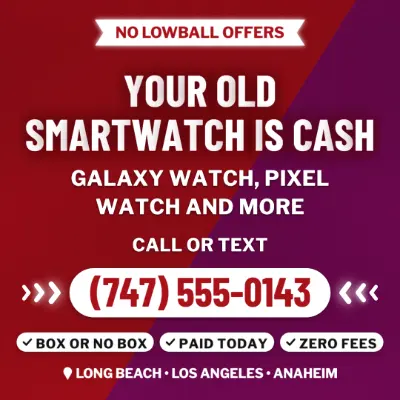 NO LOWBALL OFFERS
YOUR OLD
SMARTWATCH IS CASH
GALAXY WATCH, PIXEL
WATCH AND MORE
CALL OR TEXT
(747) 555-0143
BOX OR NO BOX PAID TODAY ZERO FEES
LONG BEACH • LOS ANGELES • ANAHEIM